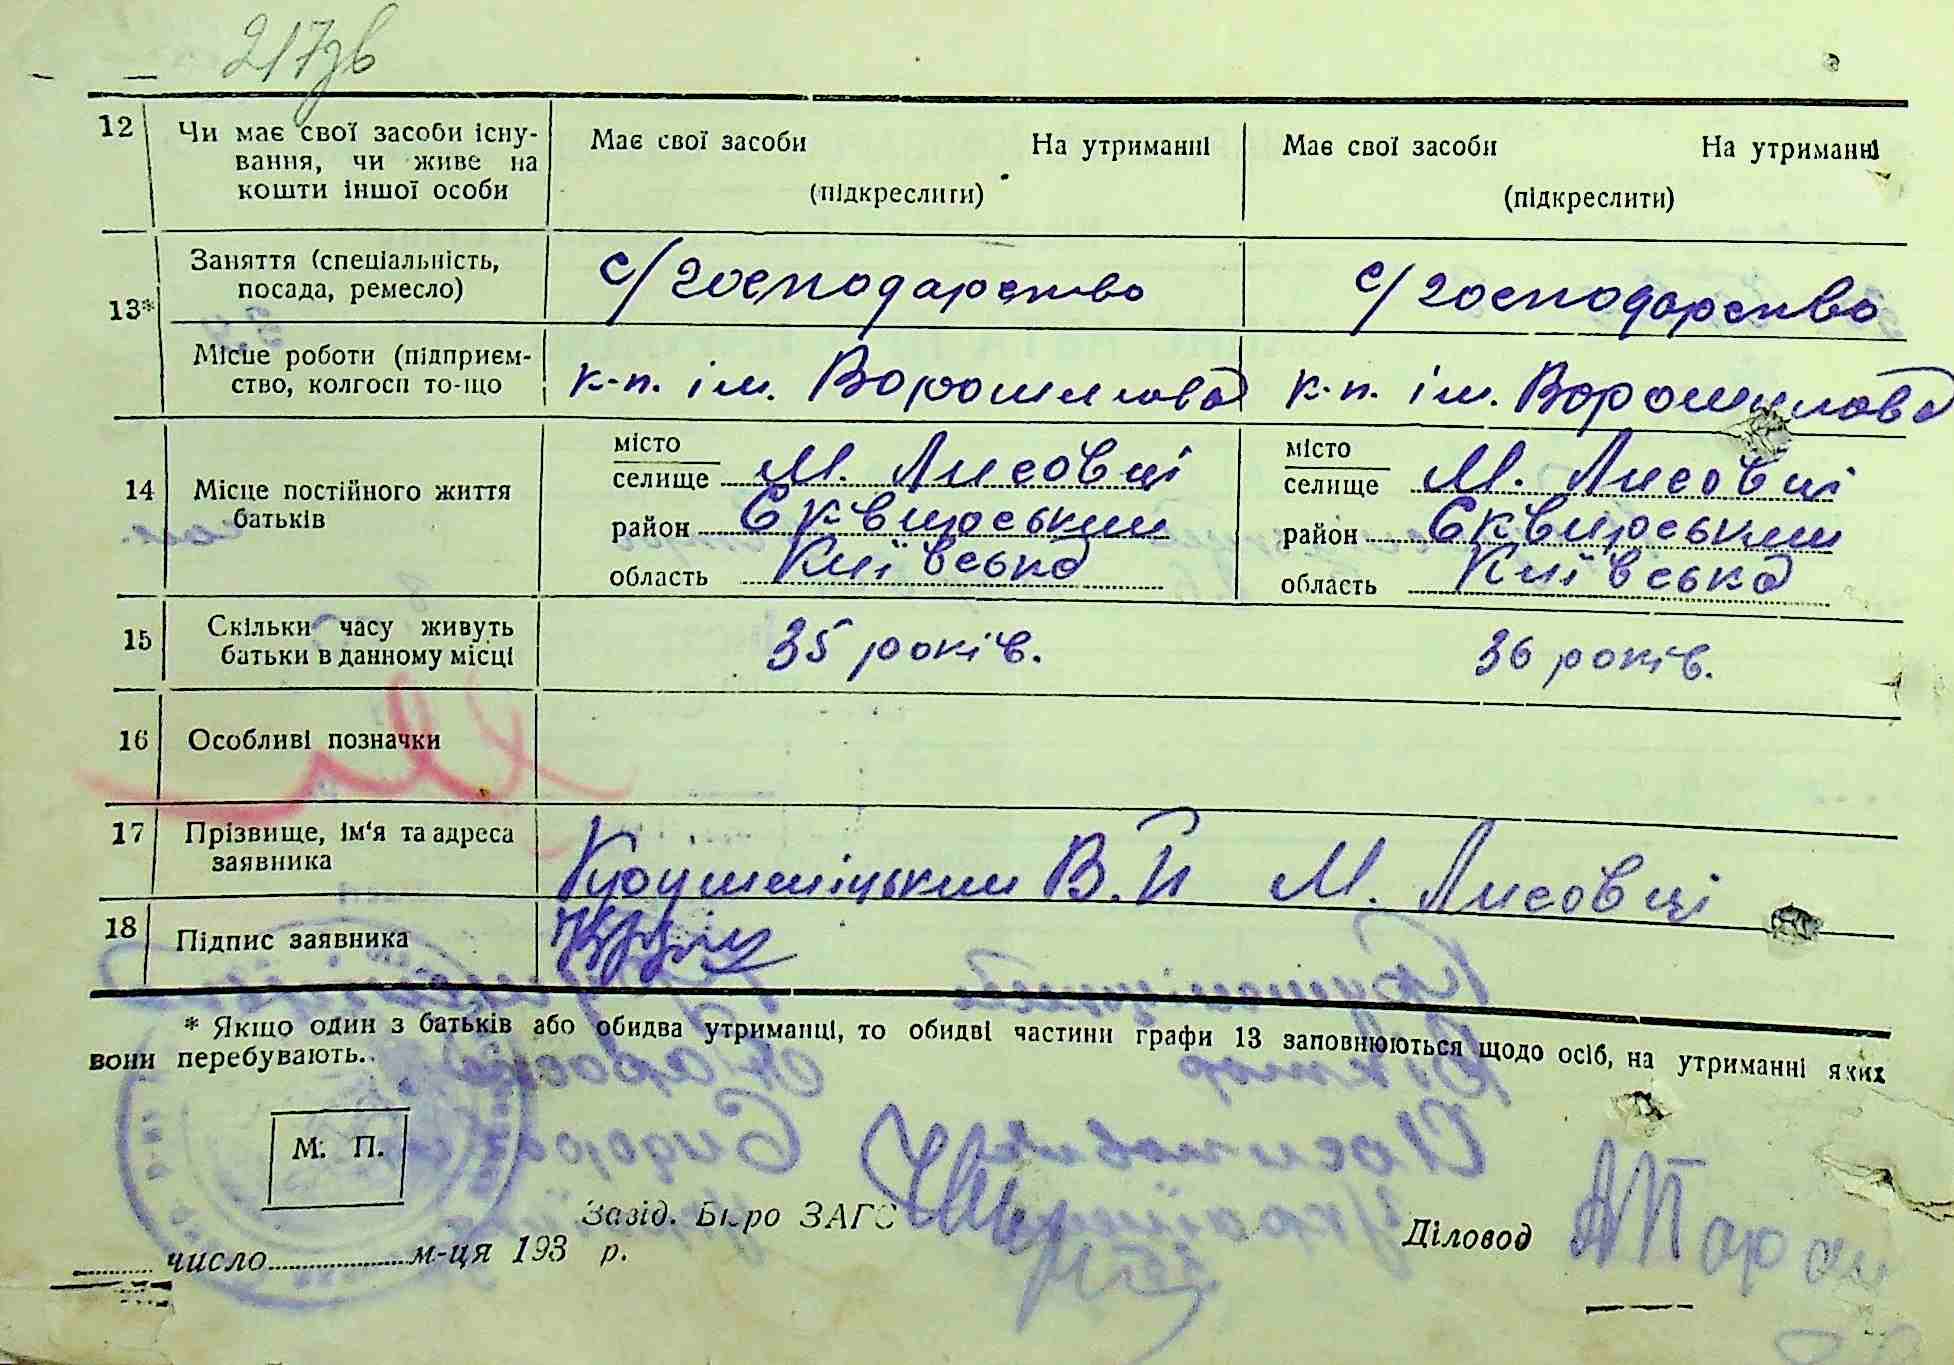 217зв
12 Чи має свої засоби існу- Має свої засоби На утриманні Має свої засоби На утриманні
вання, чи живе на
кошти іншої особи (підкреслити) (підкреслити)
Заняття (спеціальність, с/господарство с/господарство
посада, ремесло)
13*
Місце роботи (підприєм- к-п. ім. Ворошилова к-п. ім. Ворошилова
ство, колгосп то-що
місто місто
14 Місце постійного життя селище М. Лисовці селище М. Лисовці
батьків район Сквирський район Сквирський
область Київська область Київська
15 Скільки часу живуть 35 років. 36 років.
батьки в данному місці
16 Особливі позначки
17 Прізвище, ім'я та адреса Крушеніцький В. Й М. Лисовці
заявника
18 Підпис заявника
* Якщо один з батьків або обидва утриманці, то обидві частини графи 13 заповнюються щодо осіб, на утриманні яких
вони перебувають.
М. П.
Завід. Бюро ЗАГС Діловод
число м-ця 193 р.